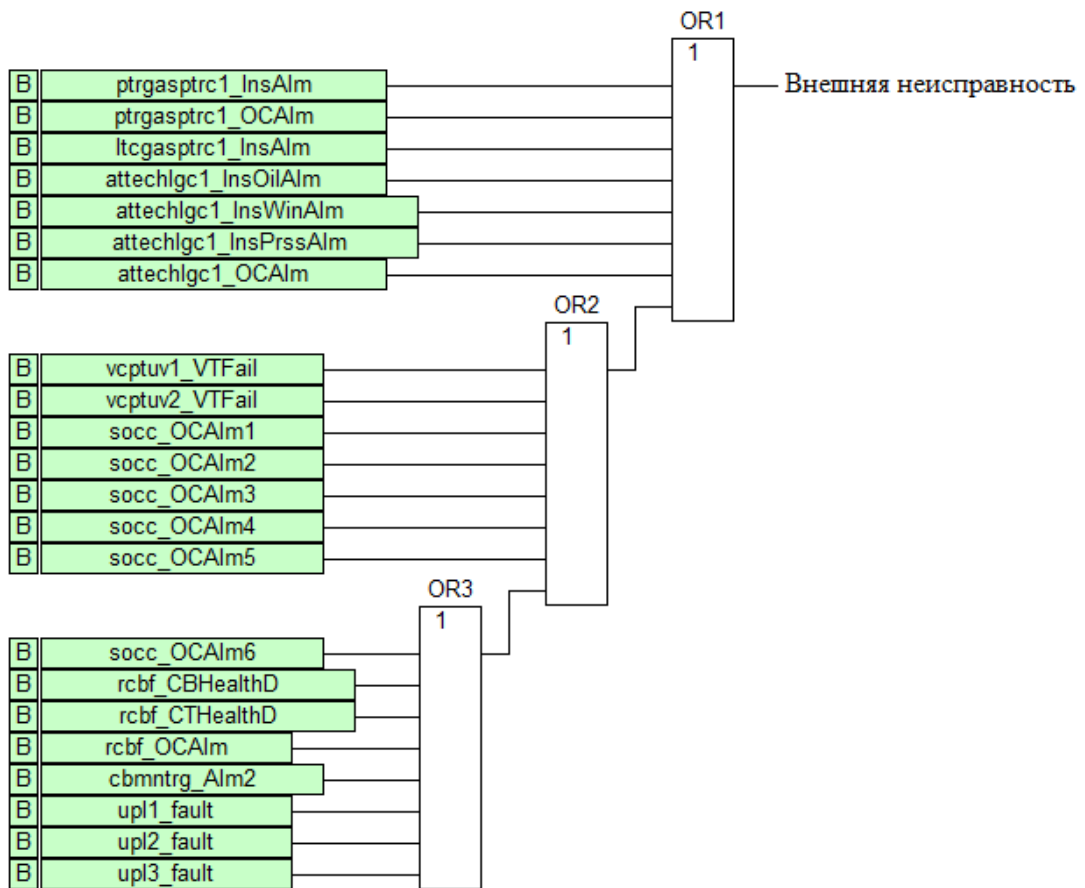 OR1
1
Внешняя неисправность
B ptrgasptrc1_InsAlm
B ptrgasptrc1_OCAlm
B ltcgasptrc1_InsAlm
B attechlgc1_InsOilAlm
B attechlgc1_InsWinAlm
B attechlgc1_InsPrssAlm
B attechlgc1_OCAlm
OR2
1
B vcptuv1_VTFail
B vcptuv2_VTFail
B socc_OCAlm1
B socc_OCAlm2
B socc_OCAlm3
B socc_OCAlm4
B socc_OCAlm5
OR3
1
B socc_OCAlm6
B rcbf_CBHealthD
B rcbf_CTHealthD
B rcbf_OCAlm
B cbmntrg_Alm2
B upl1_fault
B upl2_fault
B upl3_fault